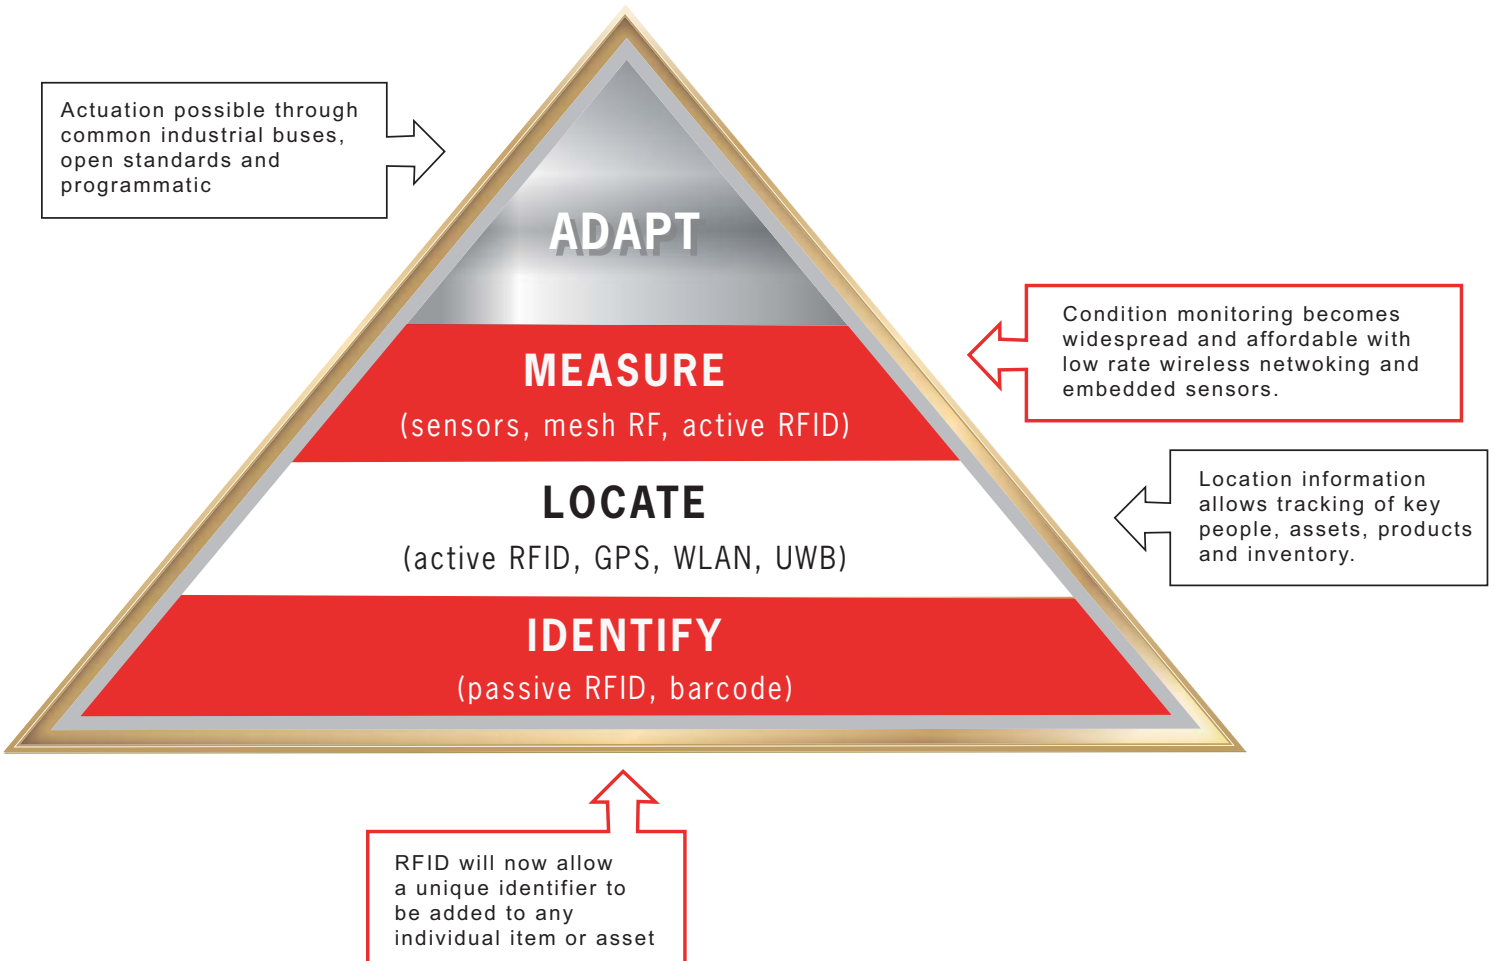 Actuation possible through
common industrial buses,
open standards and
programmatic
ADAPT
MEASURE
(sensors, mesh RF, active RFID)
Condition monitoring becomes
widespread and affordable with
low rate wireless netwoking and
embedded sensors.
LOCATE
(active RFID, GPS, WLAN, UWB)
Location information
allows tracking of key
people, assets, products
and inventory.
IDENTIFY
(passive RFID, barcode)
RFID will now allow
a unique identifier to
be added to any
individual item or asset